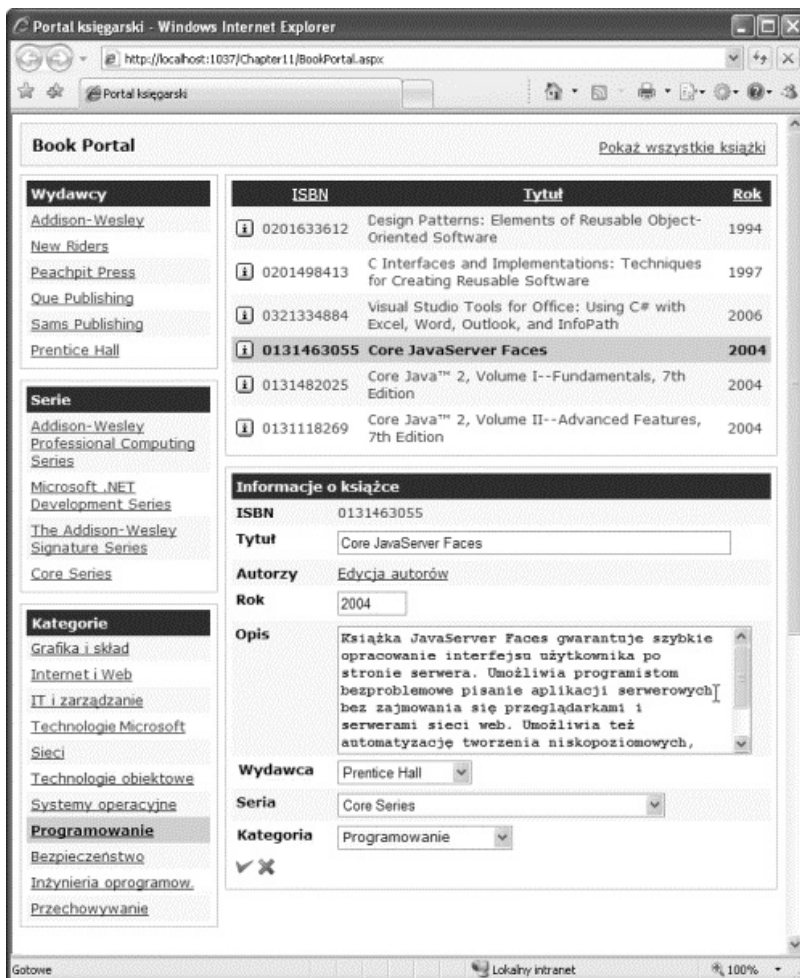 Portal księgarski - Windows Internet Explorer
http://localhost:1037/Chapter11/BookPortal.aspx
Portal księgarski
Book Portal
Pokaż wszystkie książki
Wydawcy
Addison-Wesley
New Riders
Peachpit Press
Que Publishing
Sams Publishing
Prentice Hall
Serie
Addison-Wesley
Professional Computing
Series
Microsoft .NET
Development Series
The Addison-Wesley
Signature Series
Core Series
Kategorie
Grafika i skład
Internet i Web
IT i zarządzanie
Technologie Microsoft
Sieci
Technologie obiektowe
Systemy operacyjne
Programowanie
Bezpieczeństwo
Inżynieria oprogramow.
Przechowywanie
ISBN Tytuł Rok
0201633612 Design Patterns: Elements of Reusable Object-
Oriented Software 1994
0201498413 C Interfaces and Implementations: Techniques
for Creating Reusable Software 1997
0321334884 Visual Studio Tools for Office: Using C# with
Excel, Word, Outlook, and InfoPath 2006
0131463055 Core JavaServer Faces 2004
0131482025 Core Java™ 2, Volume I--Fundamentals, 7th
Edition 2004
0131118269 Core Java™ 2, Volume II--Advanced Features,
7th Edition 2004
Informacje o książce
ISBN 0131463055
Tytuł Core JavaServer Faces
Autorzy Edycja autorów
Rok 2004
Opis Książka JavaServer Faces gwarantuje szybkie
opracowanie interfejsu użytkownika po
stronie serwera. Umożliwia programistom
bezproblemowe pisanie aplikacji serwerowych
bez zajmowania się przeglądarkami i
serwerami sieci web. Umożliwia też
automatyzację tworzenia niskopoziomowych,
Wydawca Prentice Hall
Seria Core Series
Kategoria Programowanie
Gotowe
Lokalny intranet
100%